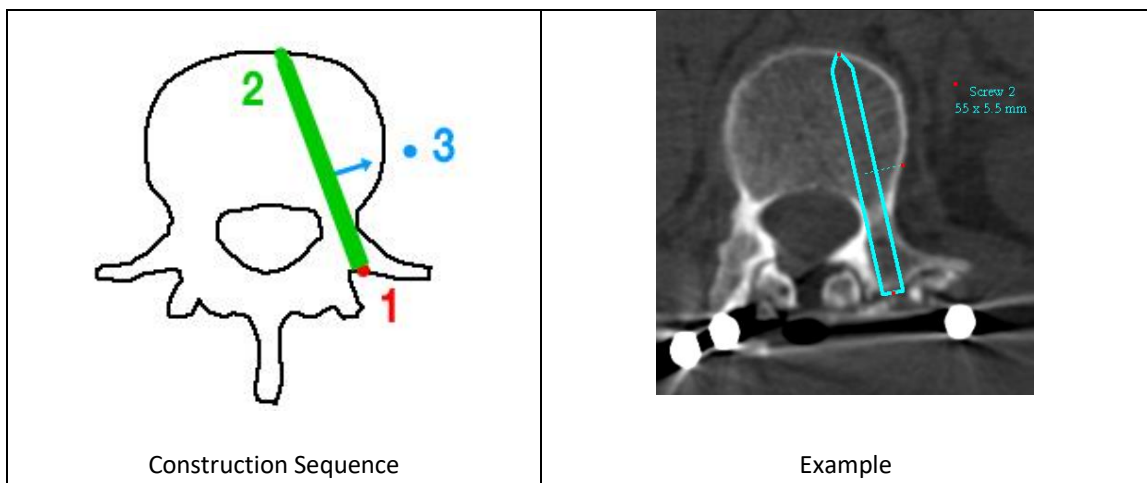 2
3
1
Construction Sequence
Screw 2
55 x 5.5 mm
Example